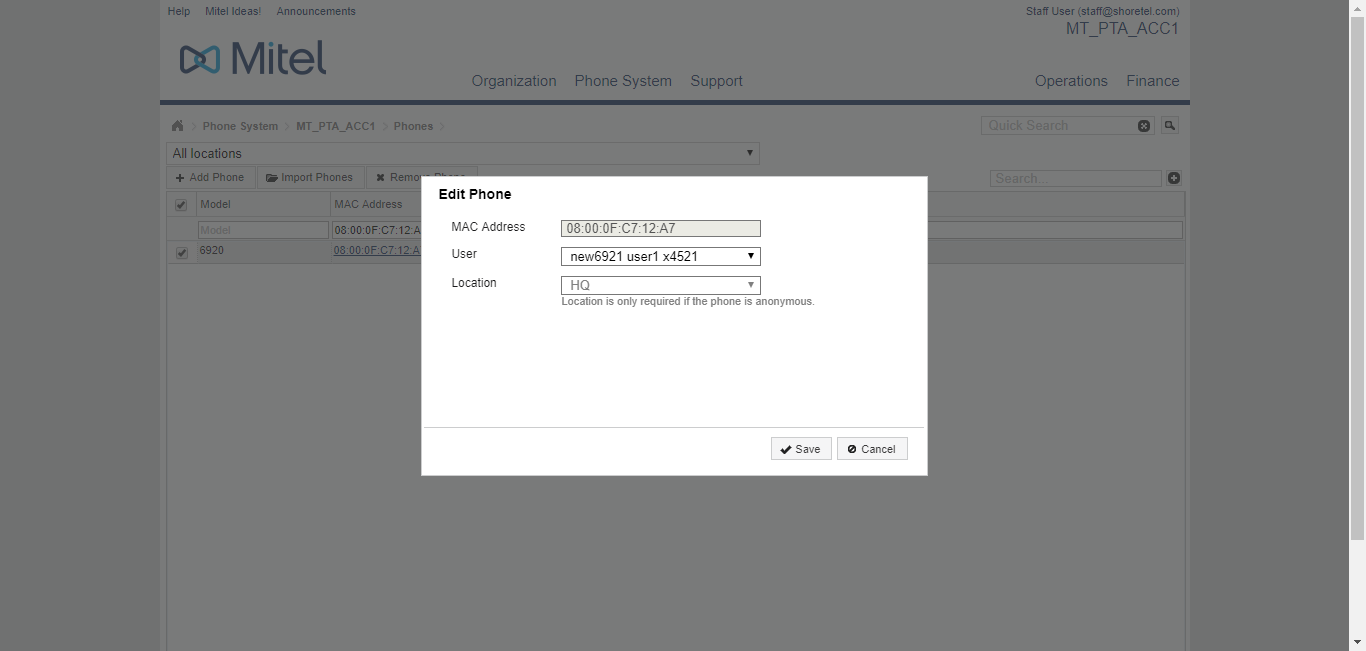 Help Mitel Ideas! Announcements Staff User (staff@shoretel.com)
MT_PTA_ACC1
Mitel
Organization Phone System Support Operations Finance
Phone System MT_PTA_ACC1 Phones Quick Search
All locations
Add Phone Import Phones Remove Phone Search...
Model MAC Address
Model 08:00:0F:C7:12:A
6920 08:00:0F:C7:12:A
Edit Phone
MAC Address 08:00:0F:C7:12:A7
User new6921 user1 x4521
Location HQ
Location is only required if the phone is anonymous.
Save Cancel